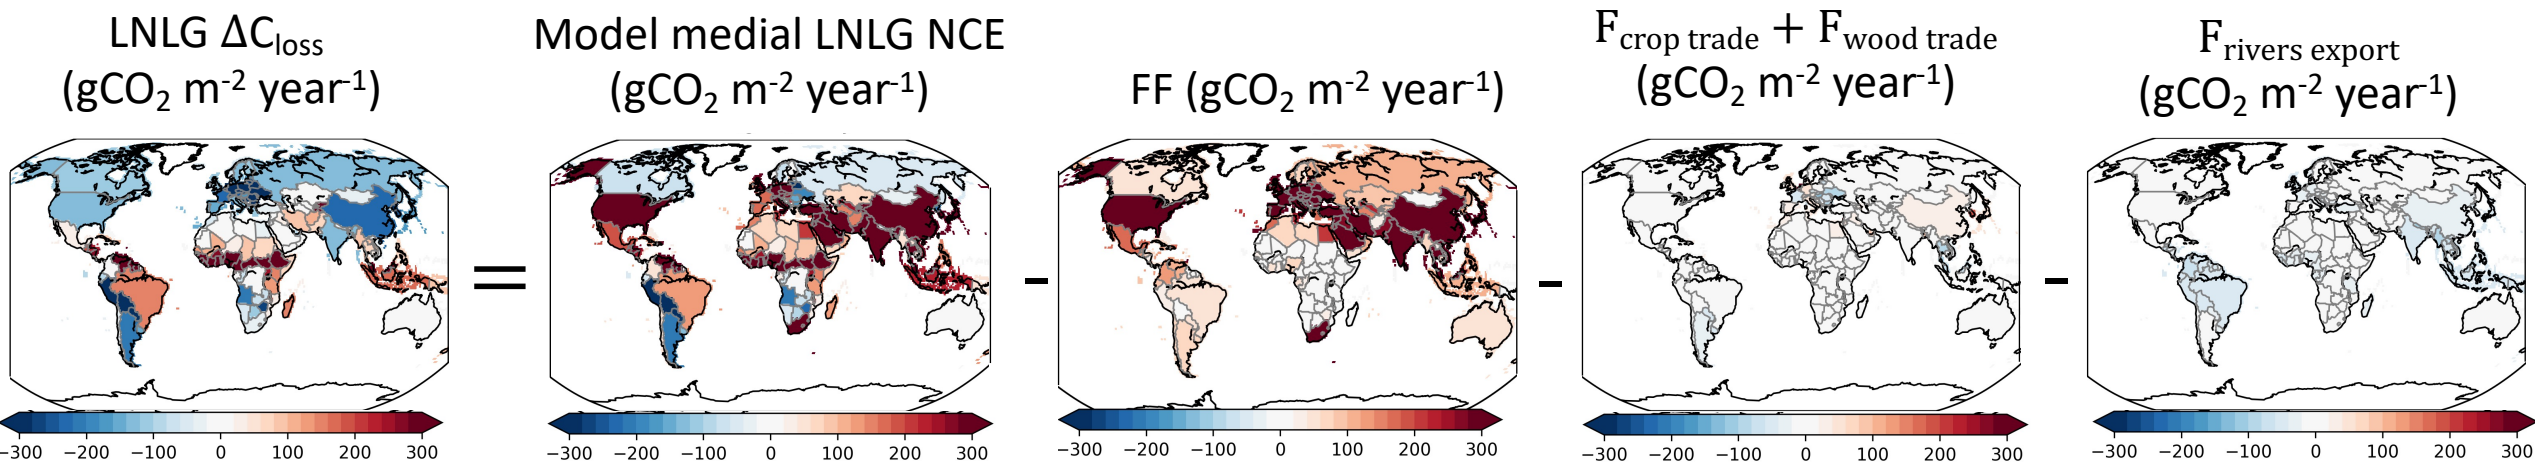 LNLG ΔC_loss
(gCO₂ m⁻² year⁻¹)
=
Model medial LNLG NCE
(gCO₂ m⁻² year⁻¹)
-
FF (gCO₂ m⁻² year⁻¹)
-
F_crop trade + F_wood trade
(gCO₂ m⁻² year⁻¹)
-
F_rivers export
(gCO₂ m⁻² year⁻¹)
−300 −200 −100 0 100 200 300
−300 −200 −100 0 100 200 300
−300 −200 −100 0 100 200 300
−300 −200 −100 0 100 200 300
−300 −200 −100 0 100 200 300